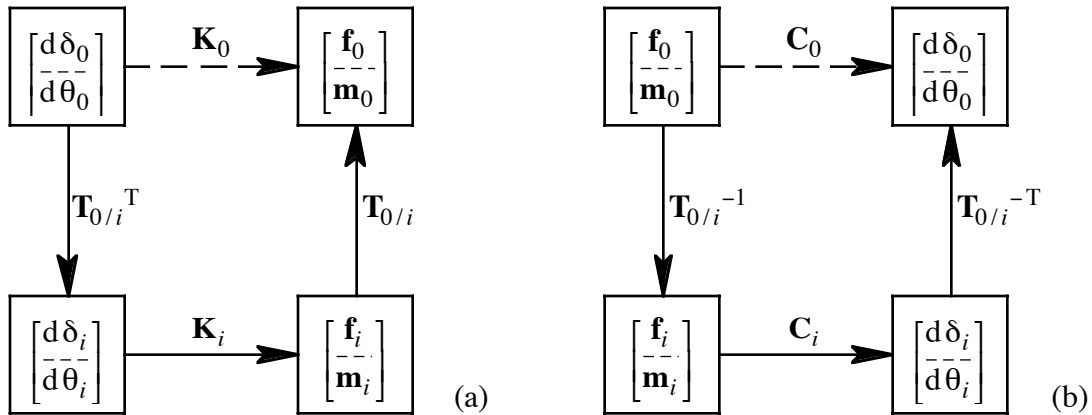 dδ₀ K₀ f₀ f₀ C₀ dδ₀
dθ₀ m₀ m₀ dθ₀
T₀/ᵢᵀ T₀/ᵢ T₀/ᵢ⁻¹ T₀/ᵢ⁻ᵀ
dδᵢ Kᵢ fᵢ fᵢ Cᵢ dδᵢ
dθᵢ mᵢ (a) mᵢ dθᵢ (b)